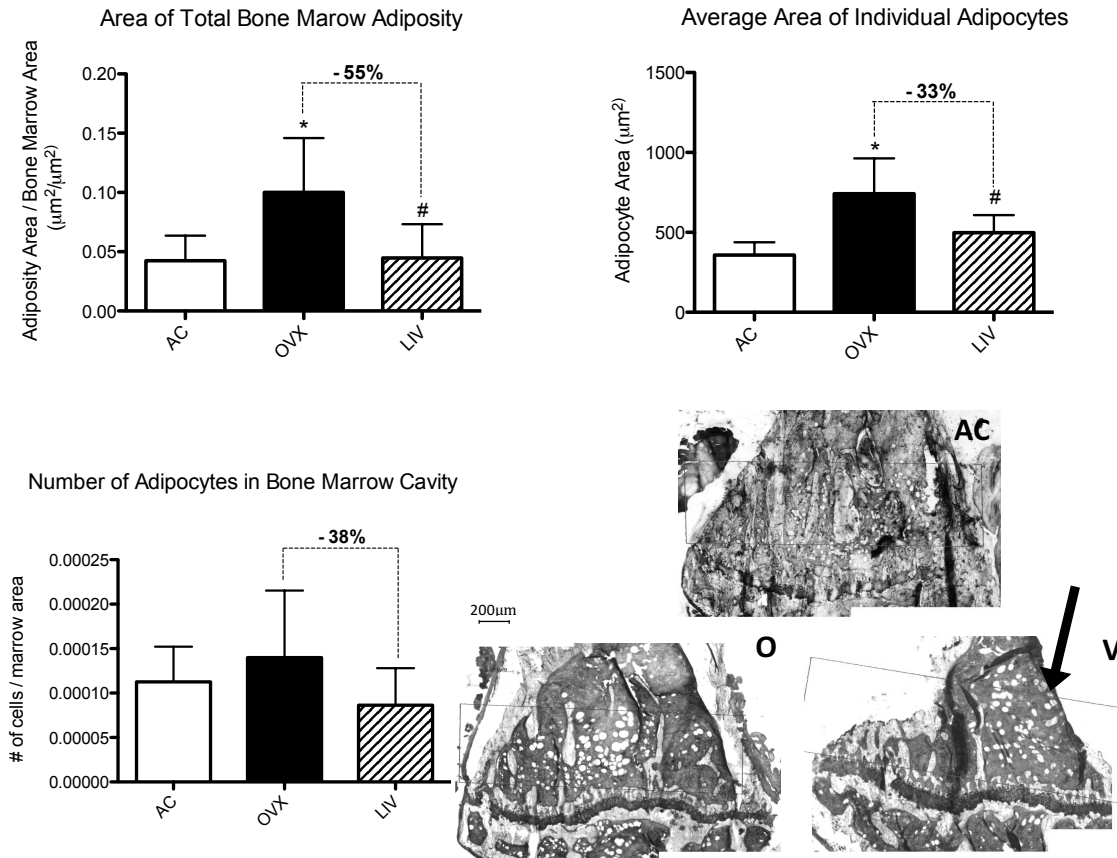 Area of Total Bone Marow Adiposity
Adiposity Area / Bone Marrow Area
(μm²/μm²)
0.20
0.15
0.10
0.05
0.00
- 55%
*
#
AC
OVX
LIV
Average Area of Individual Adipocytes
Adipocyte Area (μm²)
1500
1000
500
0
- 33%
*
#
AC
OVX
LIV
Number of Adipocytes in Bone Marrow Cavity
# of cells / marrow area
0.00025
0.00020
0.00015
0.00010
0.00005
0.00000
- 38%
AC
OVX
LIV
AC
200μm
O
V